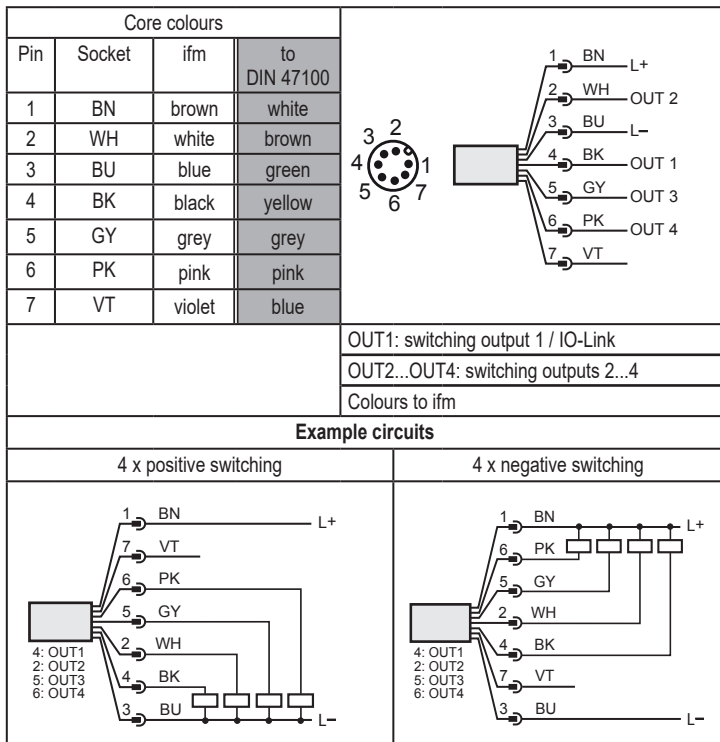 Core colours
Pin Socket ifm to DIN 47100
1 BN brown white
2 WH white brown
3 BU blue green
4 BK black yellow
5 GY grey grey
6 PK pink pink
7 VT violet blue
3 2
4 1
5 6 7
1 BN L+
2 WH OUT 2
3 BU L–
4 BK OUT 1
5 GY OUT 3
6 PK OUT 4
7 VT
OUT1: switching output 1 / IO-Link
OUT2...OUT4: switching outputs 2...4
Colours to ifm
Example circuits
4 x positive switching
1 BN L+
7 VT
6 PK
5 GY
2 WH
4 BK
3 BU L–
4: OUT1
2: OUT2
5: OUT3
6: OUT4
4 x negative switching
1 BN L+
6 PK
5 GY
2 WH
4 BK
7 VT
3 BU L–
4: OUT1
2: OUT2
5: OUT3
6: OUT4